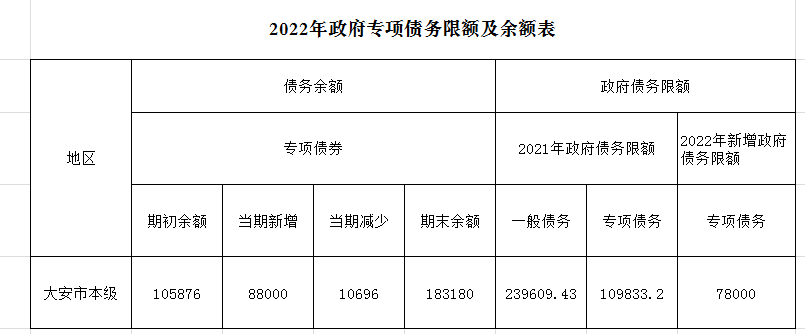 2022年政府专项债务限额及余额表
地区
债务余额
政府债务限额
专项债券
2021年政府债务限额
2022年新增政府
债务限额
期初余额
当期新增
当期减少
期末余额
一般债务
专项债务
专项债务
大安市本级
105876
88000
10696
183180
239609.43
109833.2
78000